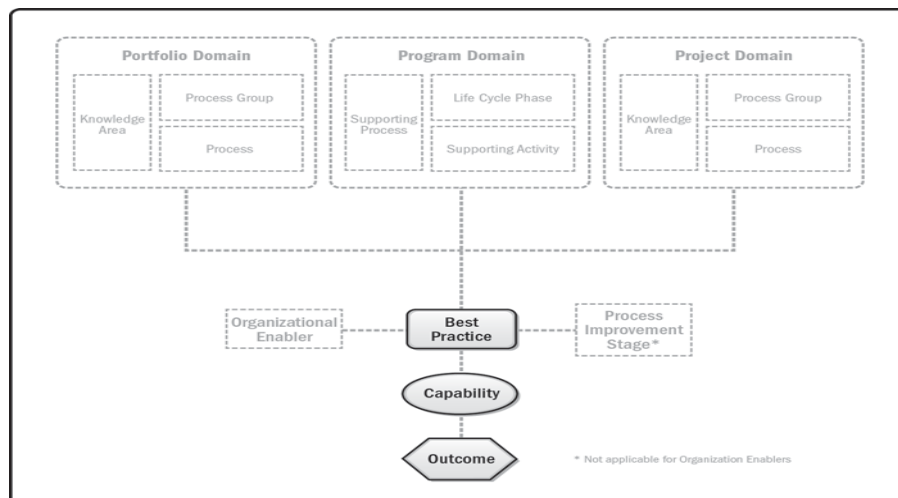 Portfolio Domain
Knowledge
Area
Process Group
Process
Program Domain
Supporting
Process
Life Cycle Phase
Supporting Activity
Project Domain
Knowledge
Area
Process Group
Process
Organizational
Enabler
Best
Practice
Process
Improvement
Stage*
Capability
Outcome
* Not applicable for Organization Enablers